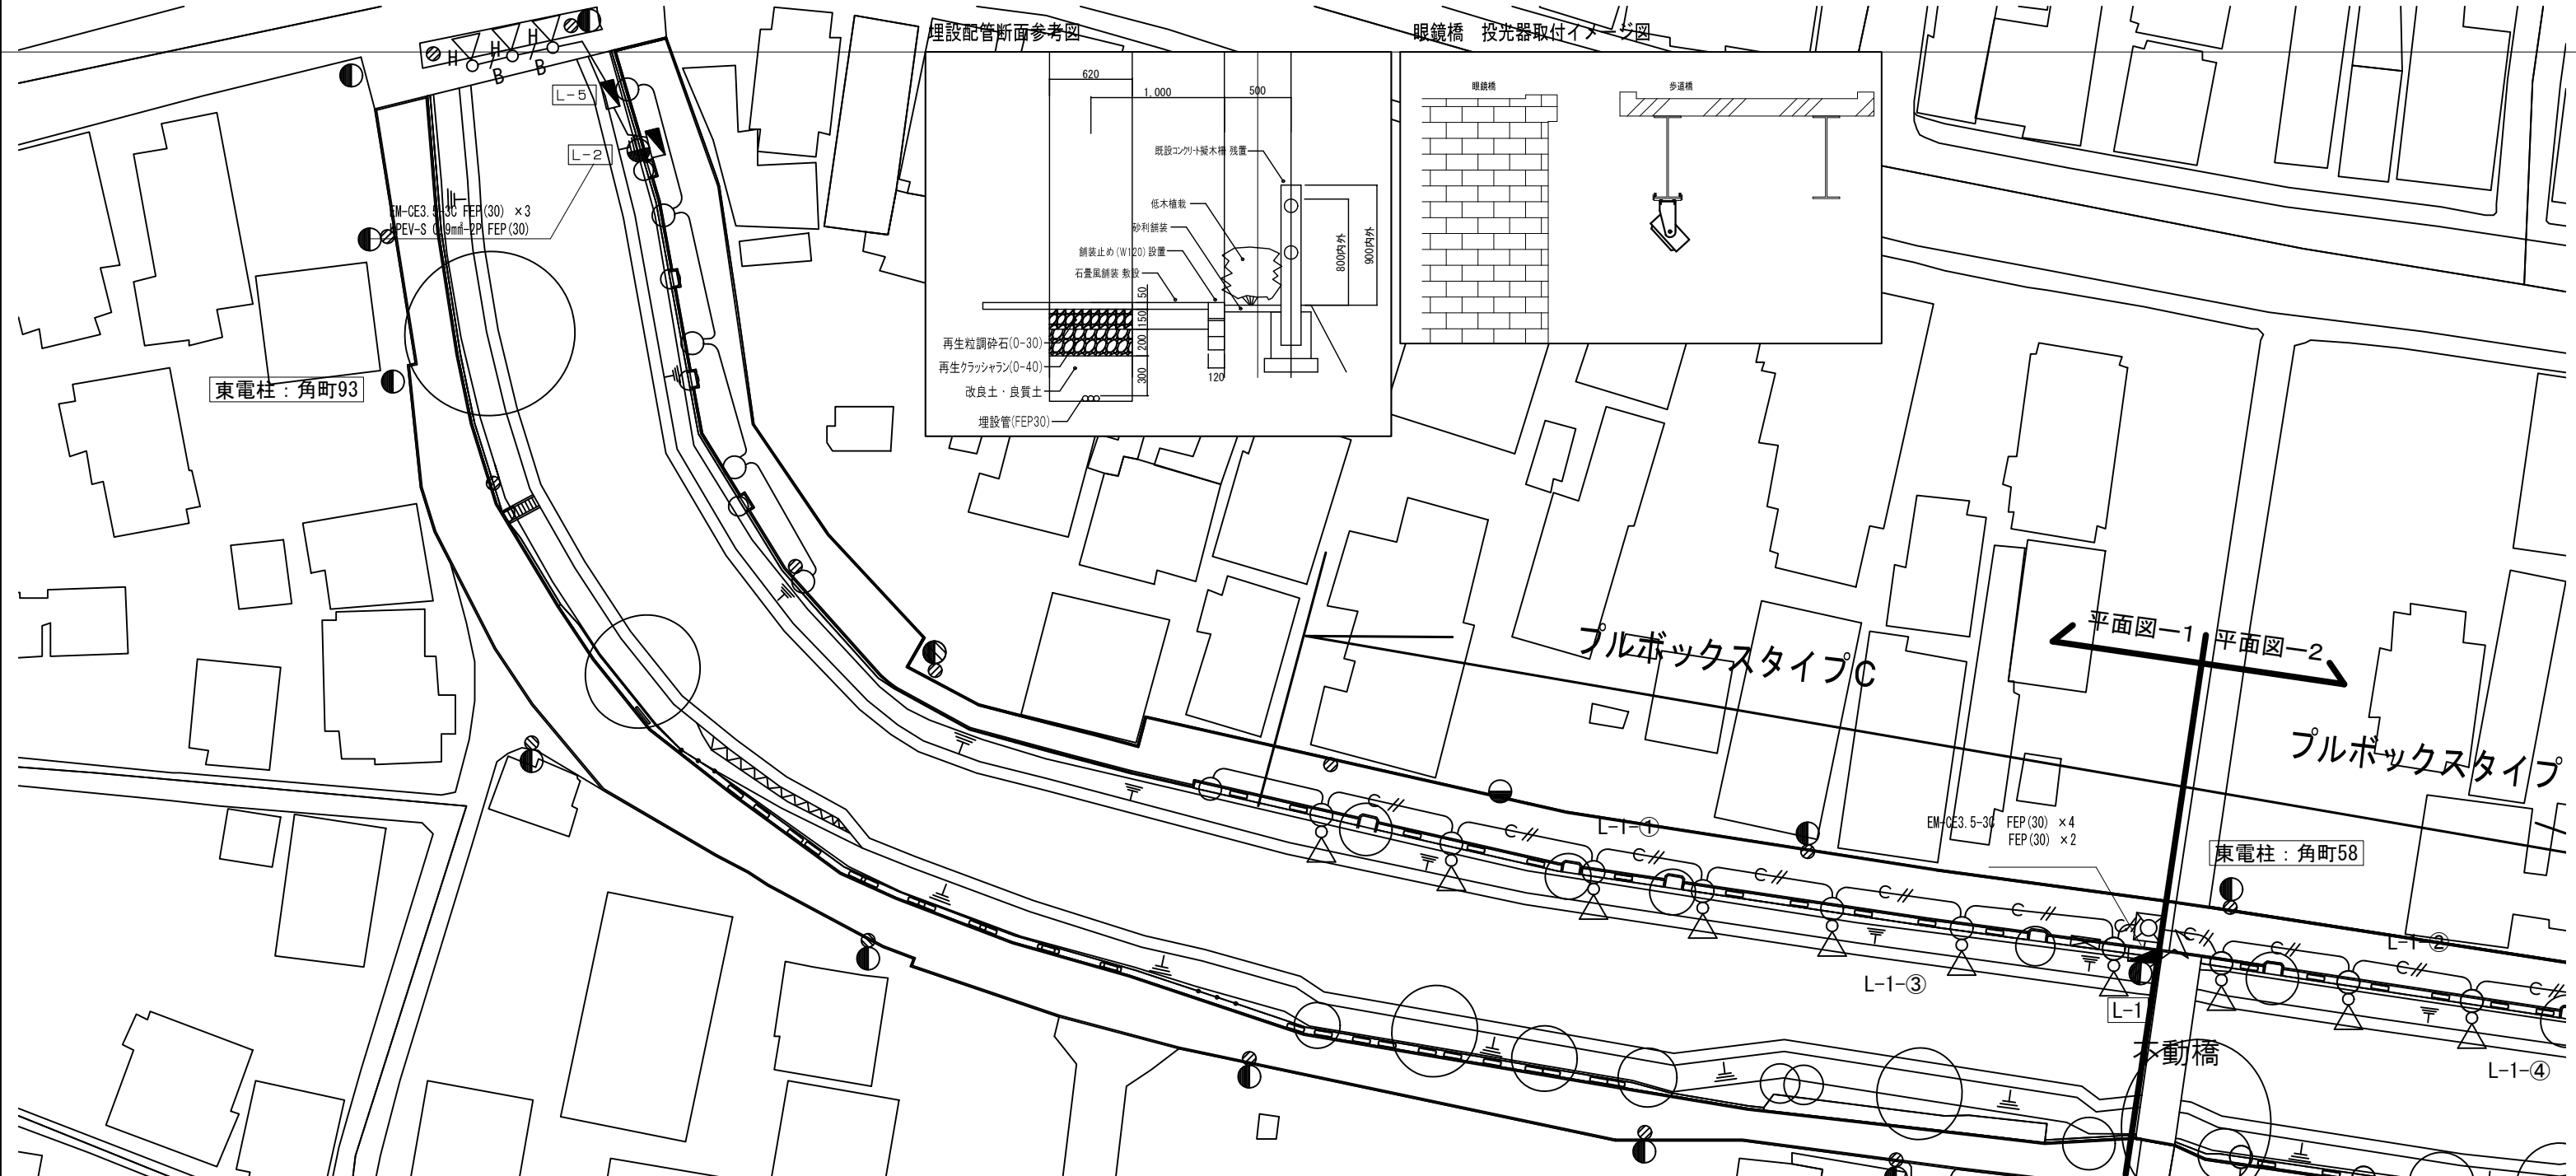 埋設配管断面参考図
眼鏡橋　投光器取付イメージ図
H
H
H
B
B
L-5
L-2
EM-CE3.5-3C FEP(30) ×3
FPEV-S 0.9m㎡-2P FEP(30)
東電柱：角町93
620
1,000
500
既設コンクリート擬木柵 残置
低木植栽
砂利舗装
舗装止め(W120)設置
石畳風舗装 敷設
50
150
200
300
120
800内外
900内外
再生粒調砕石(0-30)
再生クラッシャラン(0-40)
改良土・良質土
埋設管(FEP30)
眼鏡橋
歩道橋
プルボックスタイプC
平面図ー1
平面図ー2
プルボックスタイプ
EM-CE3.5-3C FEP(30) ×4
FEP(30) ×2
東電柱：角町58
L-1-①
L-1-②
L-1-③
L-1-④
L-1
不動橋
C
C
C
C
C
C
C
C
C
C
C